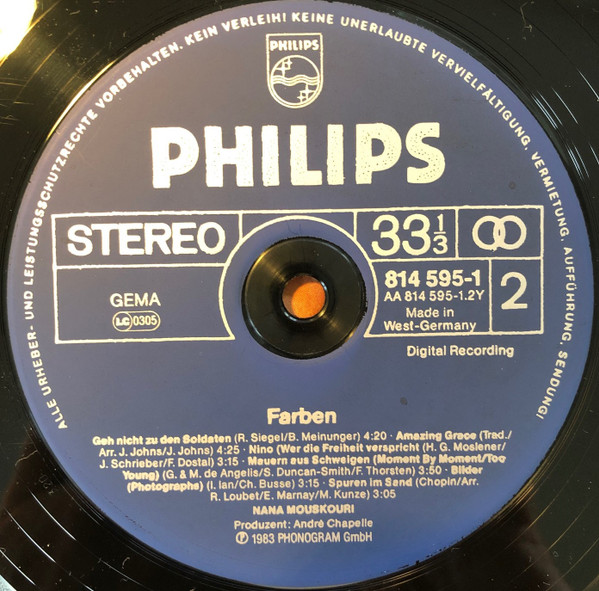 ALLE URHEBER- UND LEISTUNGSSCHUTZRECHTE VORBEHALTEN. KEIN VERLEIH! KEINE UNERLAUBTE VERVIELFÄLTIGUNG, VERMIETUNG, AUFFÜHRUNG, SENDUNG!
PHILIPS
PHILIPS
STEREO
33 1/3
GEMA
LC 0305
814 595-1
AA 814 595-1.2Y
Made in
West-Germany
2
Digital Recording
Farben
Geh nicht zu den Soldaten (R. Siegel/B. Meinunger) 4:20 · Amazing Grace (Trad./
Arr. J. Johns/J. Johns) 4:25 · Nino (Wer die Freiheit verspricht (H. G. Moslener/
J. Schrieber/F. Dostal) 3:15 · Mauern aus Schweigen (Moment By Moment/Too
Young) (G. & M. de Angelis/S. Duncan-Smith/F. Thorsten) 3:50 · Bilder
(Photographs) (I. Ian/Ch. Busse) 3:15 · Spuren im Sand (Chopin/Arr.
R. Loubet/E. Marnay/M. Kunze) 3:05
NANA MOUSKOURI
Produzent: André Chapelle
Ⓟ 1983 PHONOGRAM GmbH